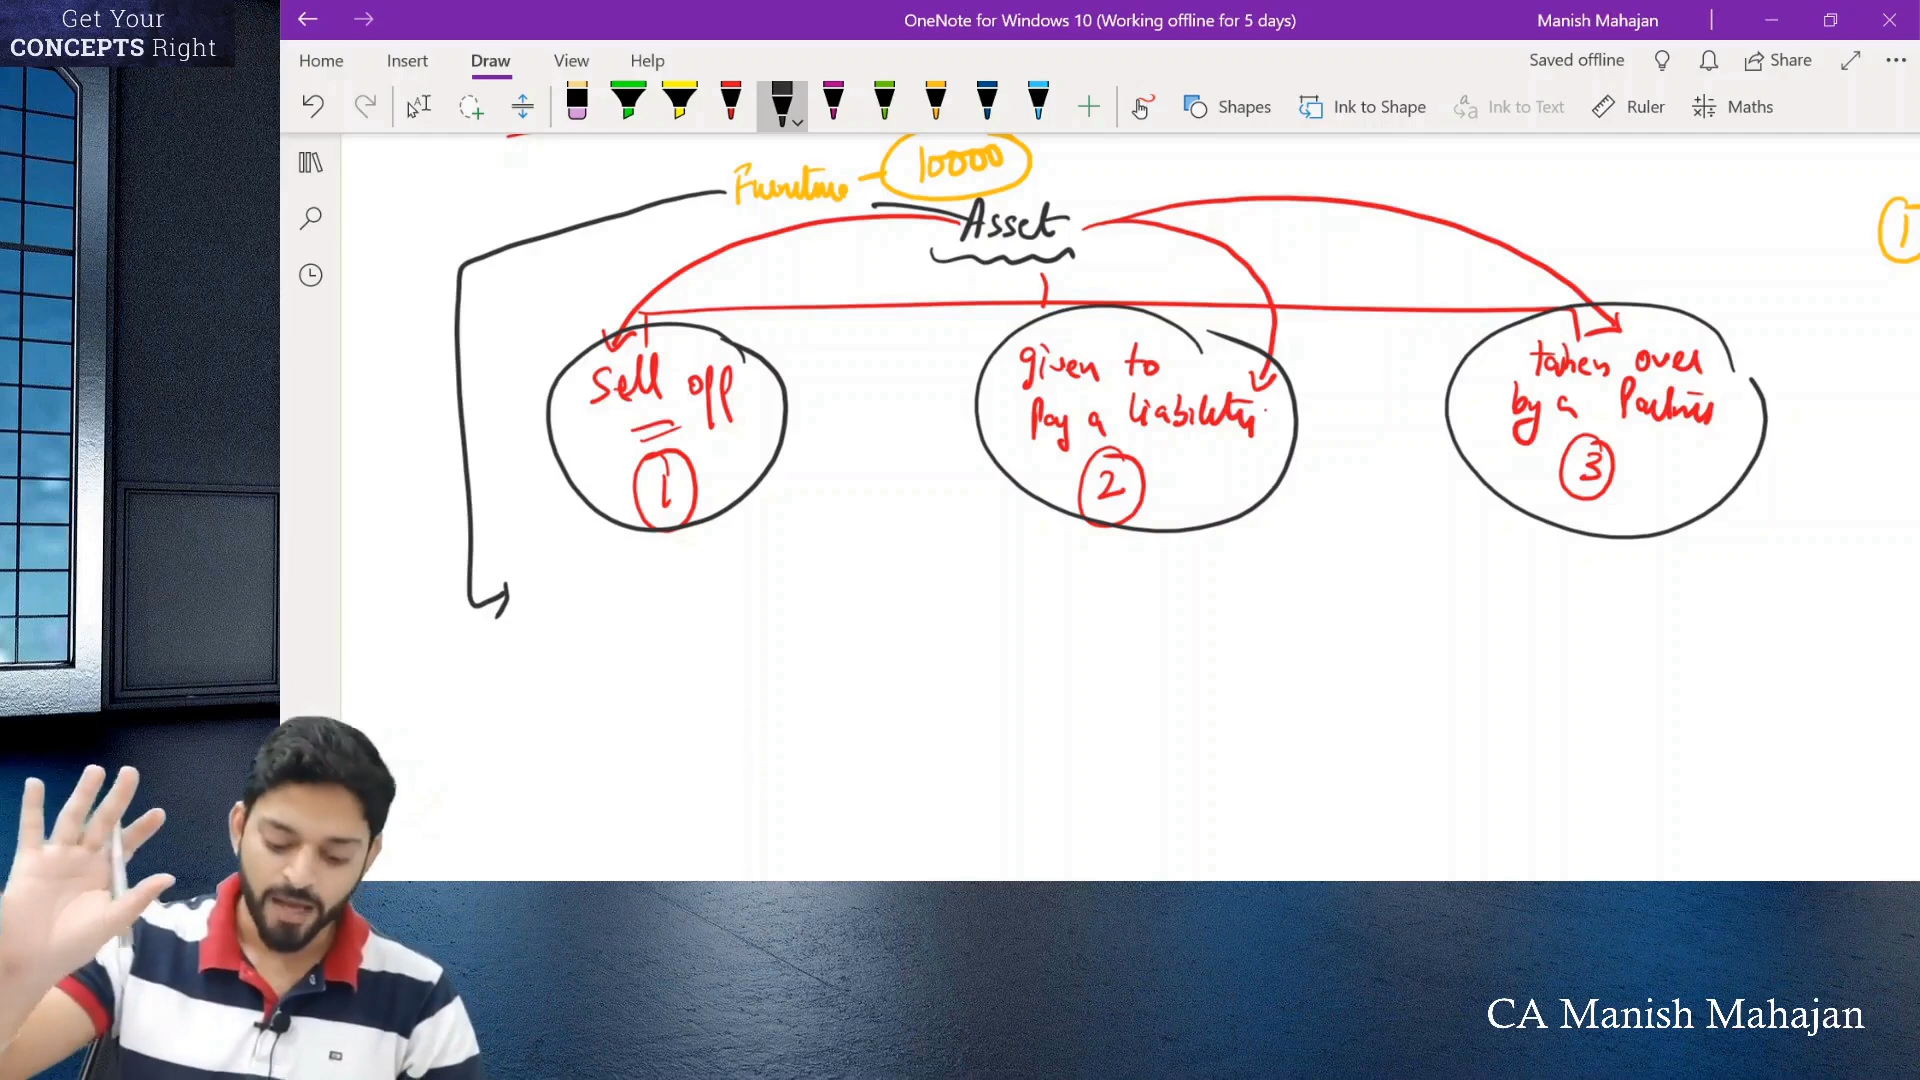 Get Your
CONCEPTS Right
OneNote for Windows 10 (Working offline for 5 days)
Manish Mahajan
Home Insert Draw View Help
Saved offline
Share
Shapes
Ink to Shape
Ink to Text
Ruler
Maths
Furniture - 10000
Asset
1
Sell off
1
given to
Pay a liability
2
taken over
by a Partner
3
CA Manish Mahajan